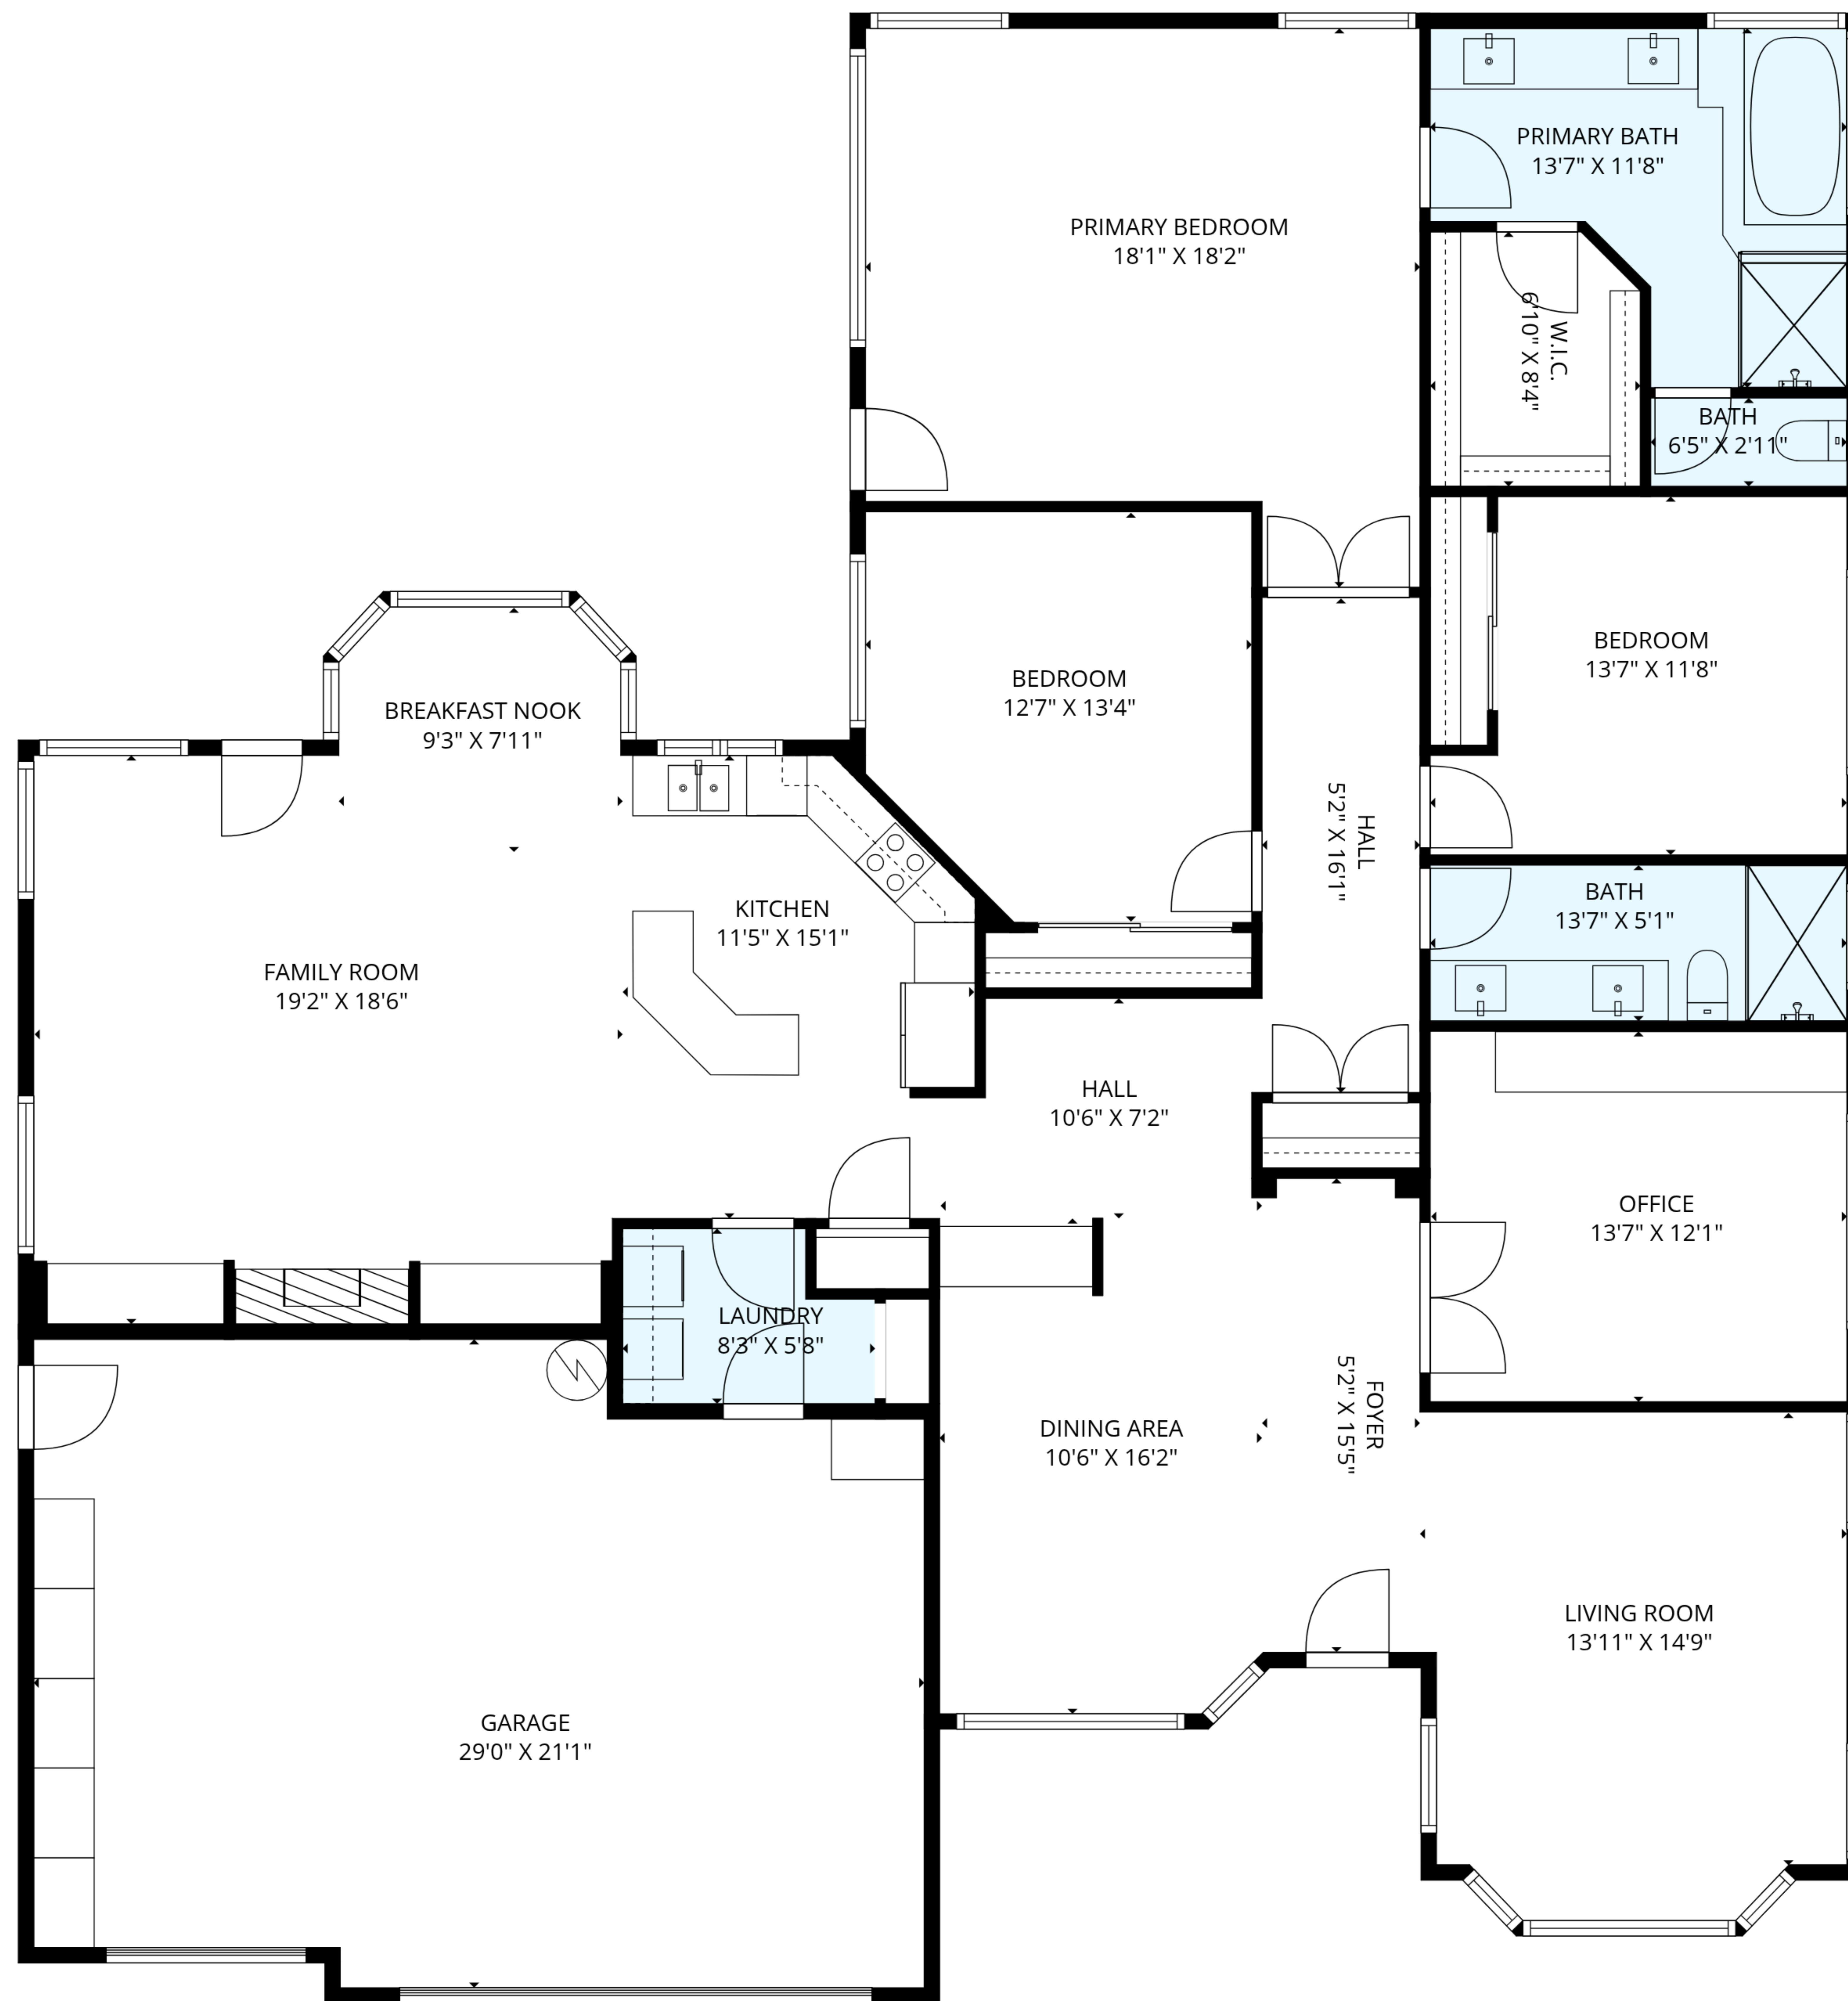 PRIMARY BATH
13'7" X 11'8"
PRIMARY BEDROOM
18'1" X 18'2"
W.I.C.
6'10" X 8'4"
BATH
6'5" X 2'11"
BEDROOM
13'7" X 11'8"
BEDROOM
12'7" X 13'4"
BREAKFAST NOOK
9'3" X 7'11"
HALL
5'2" X 16'1"
BATH
13'7" X 5'1"
KITCHEN
11'5" X 15'1"
FAMILY ROOM
19'2" X 18'6"
HALL
10'6" X 7'2"
OFFICE
13'7" X 12'1"
LAUNDRY
8'3" X 5'8"
FOYER
5'2" X 15'5"
DINING AREA
10'6" X 16'2"
LIVING ROOM
13'11" X 14'9"
GARAGE
29'0" X 21'1"